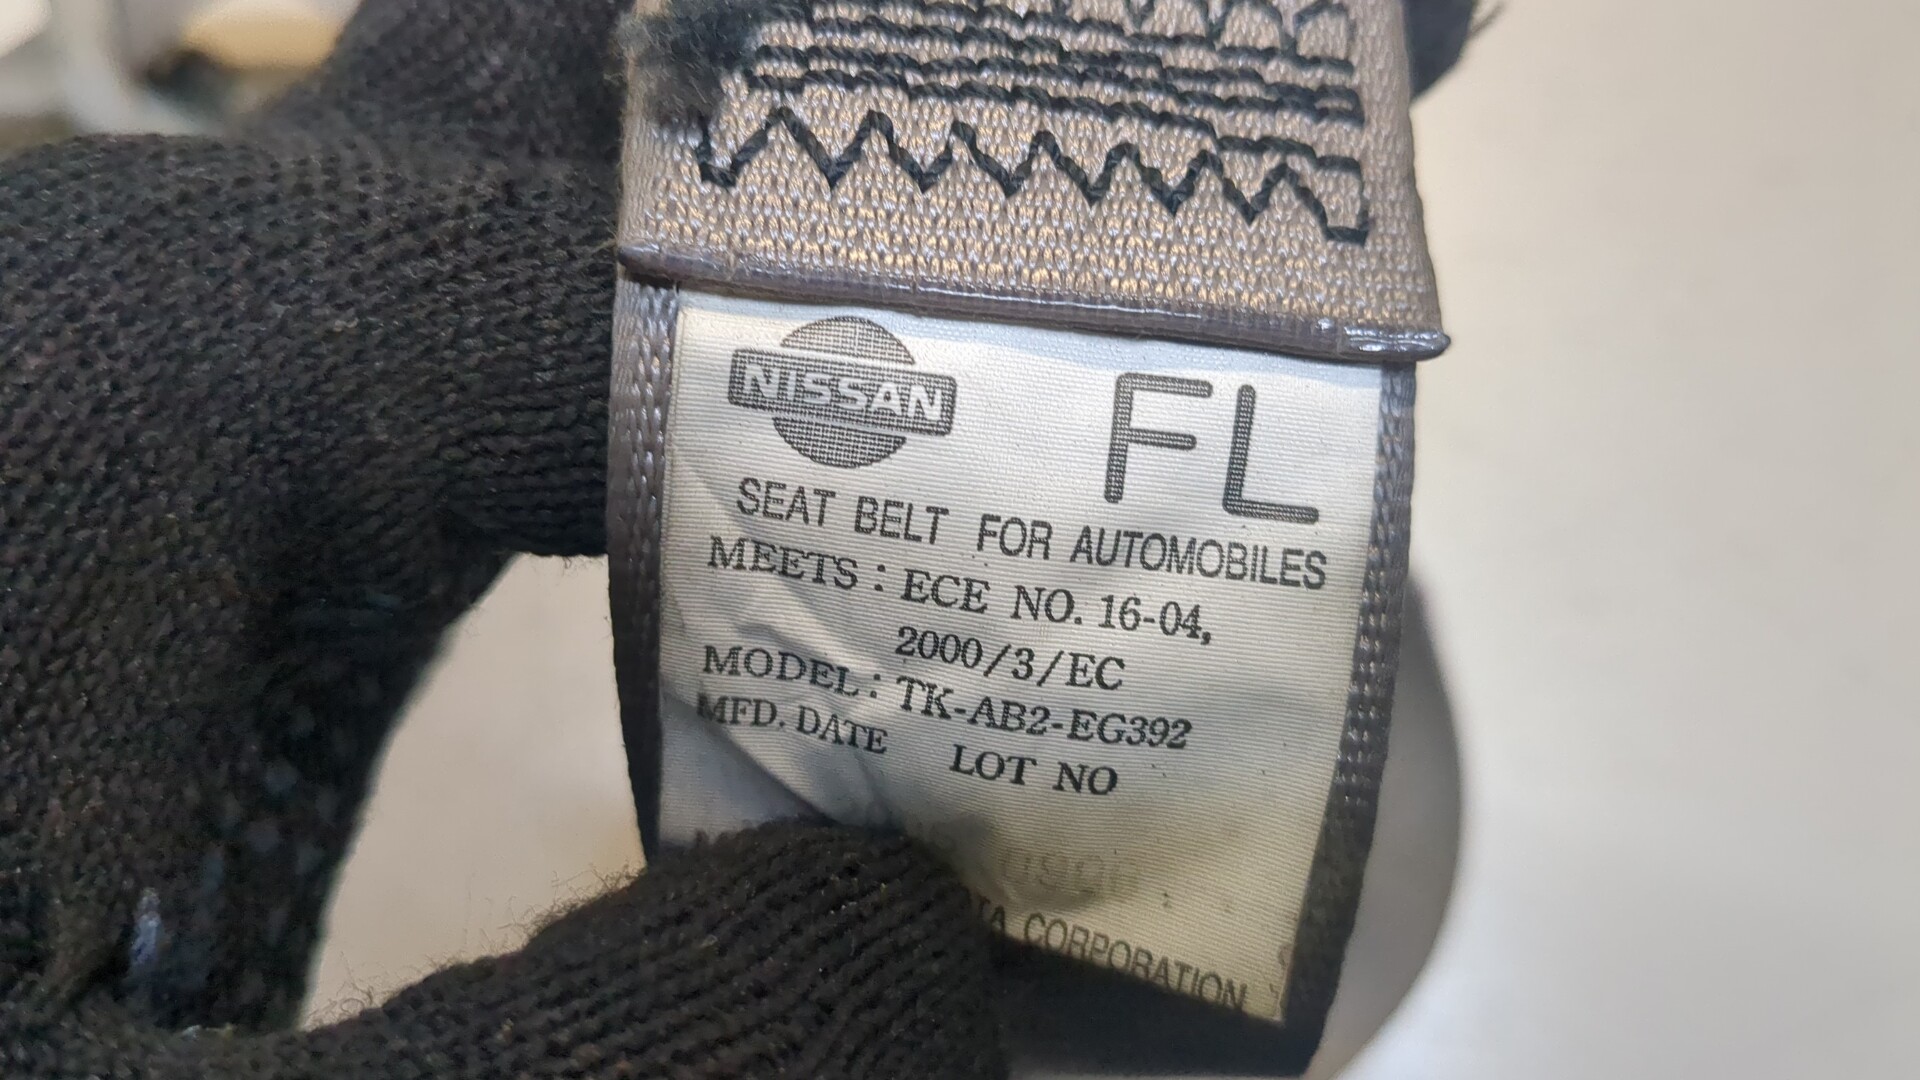 NISSAN
FL
SEAT BELT FOR AUTOMOBILES
MEETS : ECE NO. 16-04,
2000/3/EC
MODEL : TK-AB2-EG392
MFD. DATE LOT NO
CORPORATION